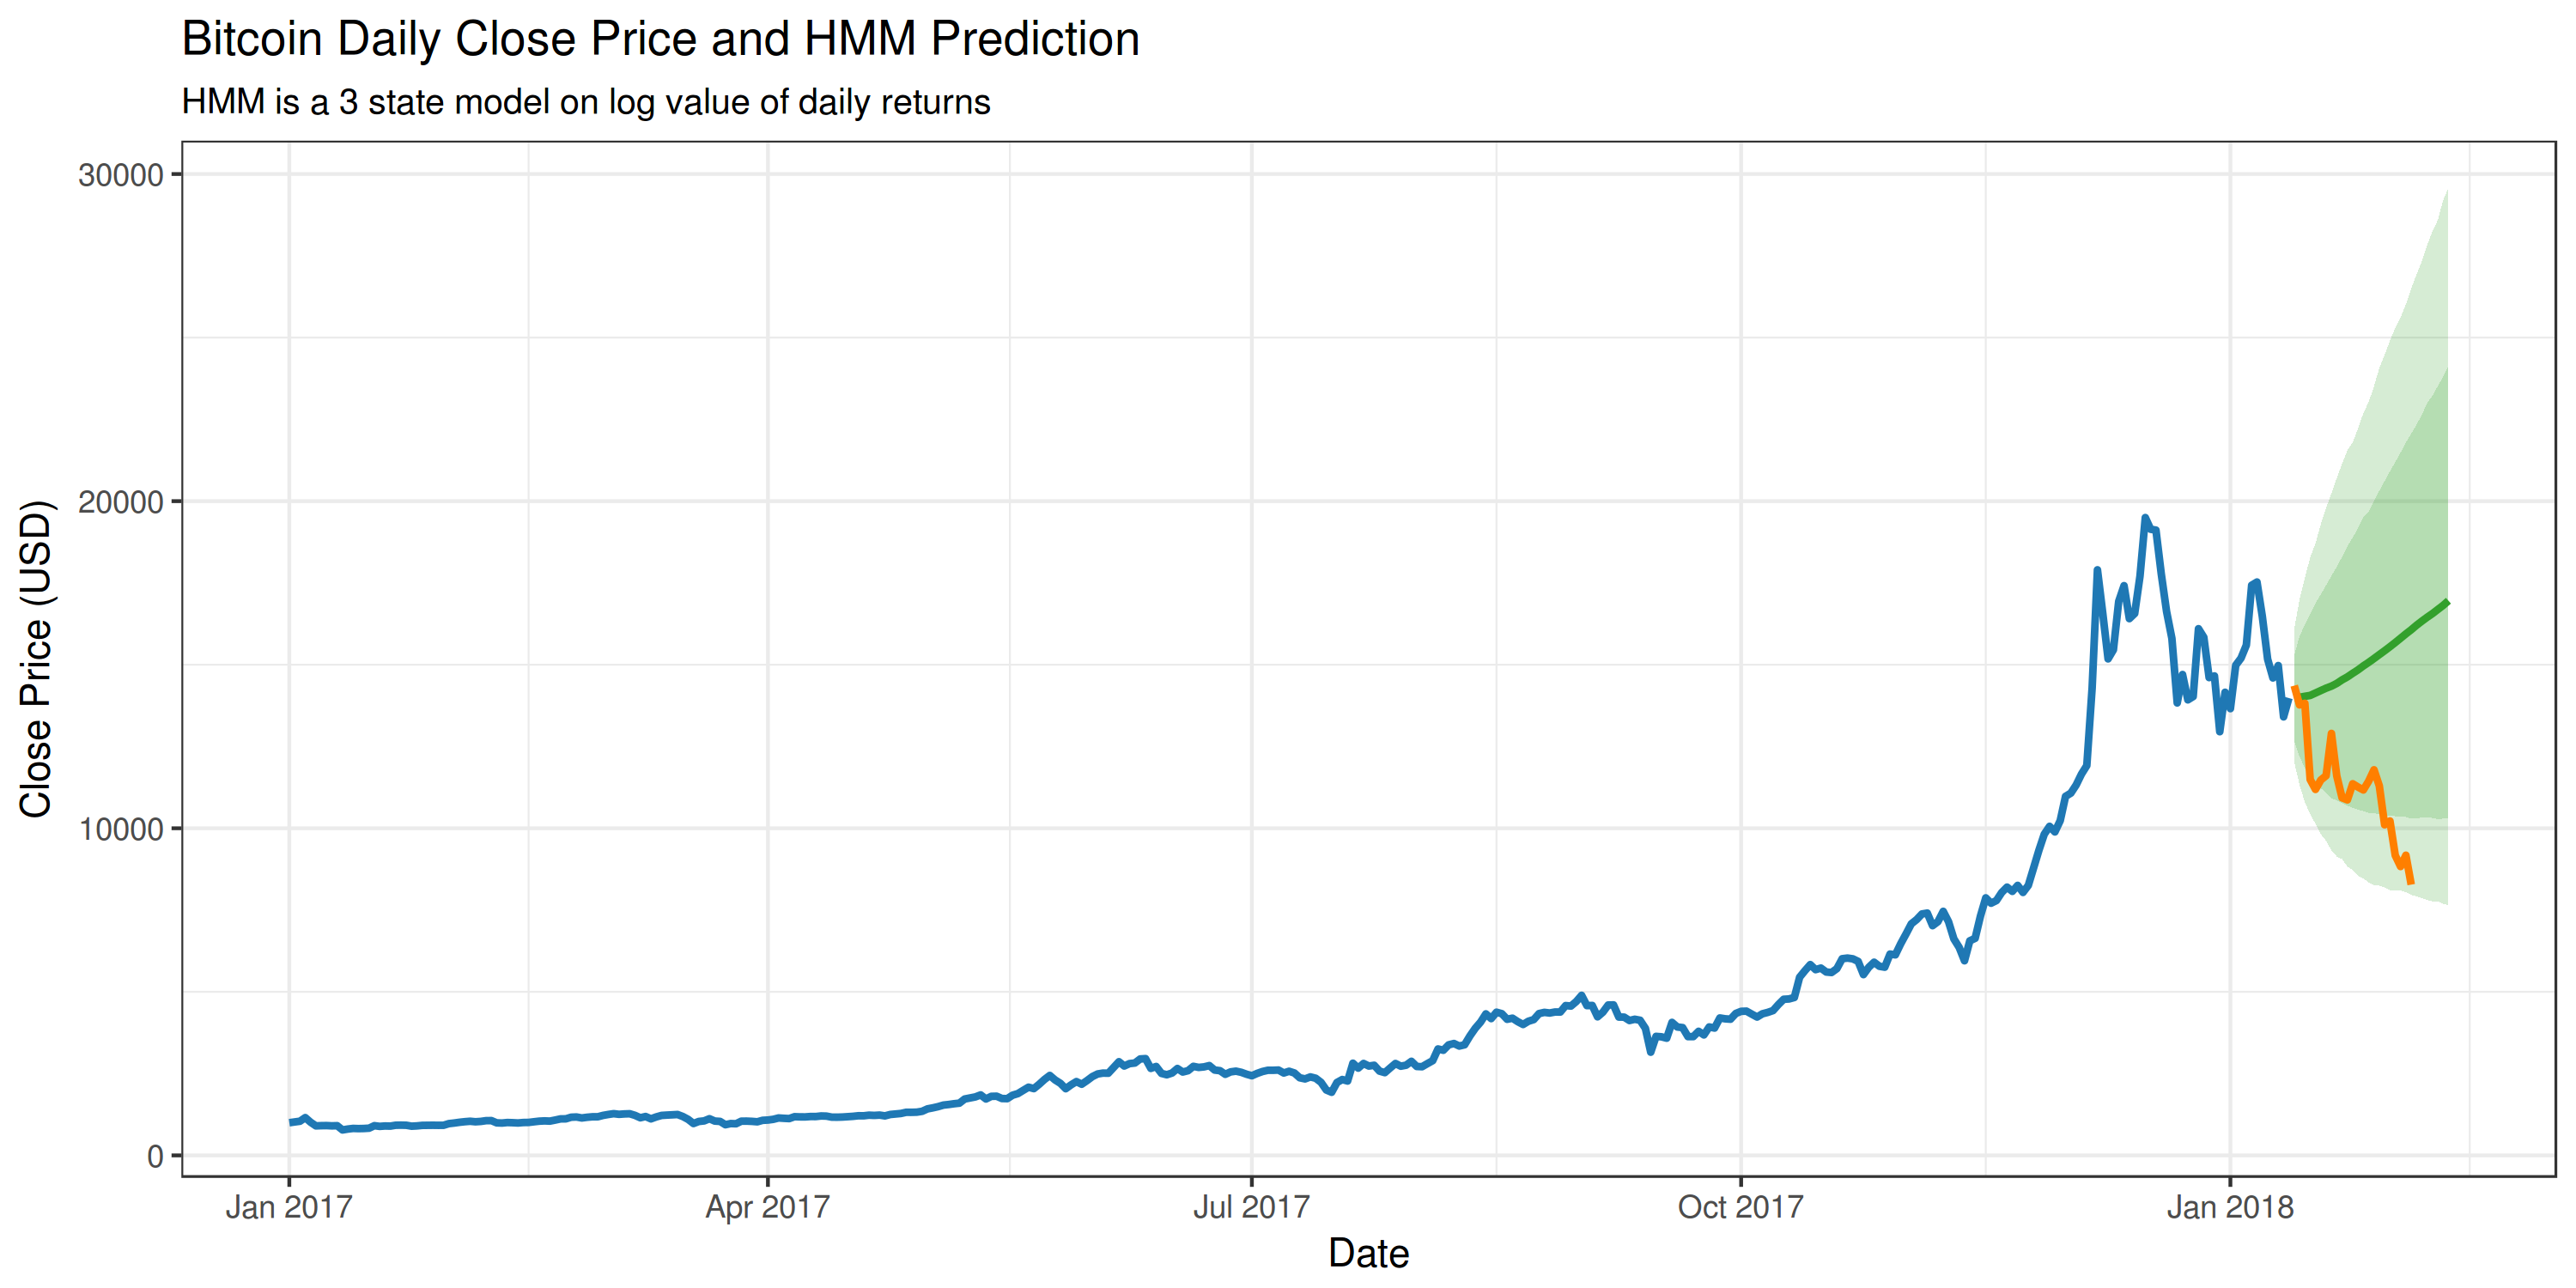 Bitcoin Daily Close Price and HMM Prediction
HMM is a 3 state model on log value of daily returns
Close Price (USD)
30000
20000
10000
0
Jan 2017 Apr 2017 Jul 2017 Oct 2017 Jan 2018
Date